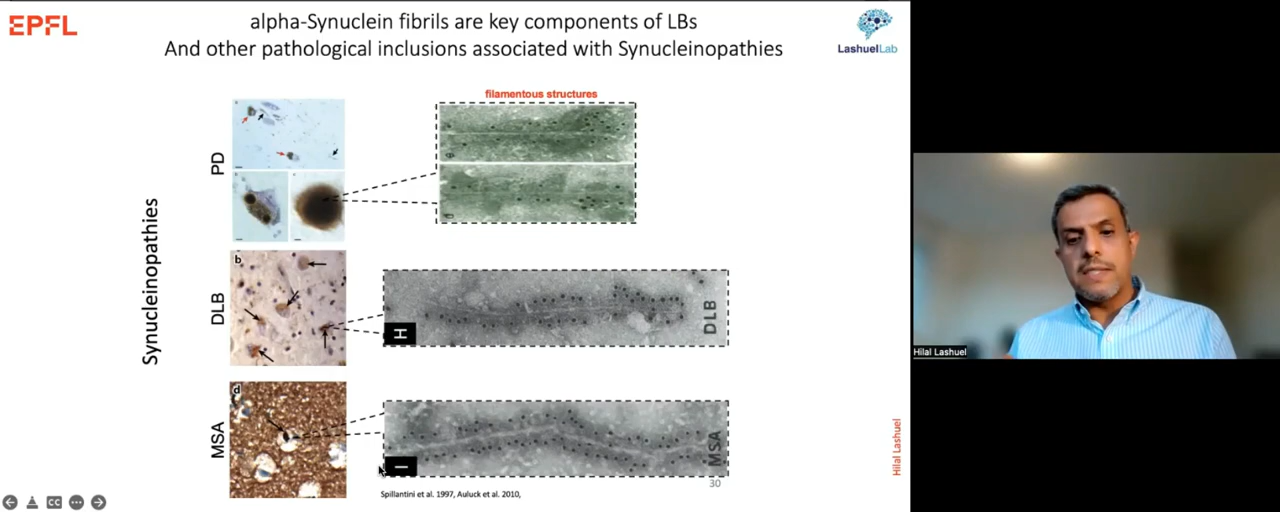 EPFL
alpha-Synuclein fibrils are key components of LBs
And other pathological inclusions associated with Synucleinopathies
LashuelLab
filamentous structures
Synucleinopathies
PD
DLB
b
H
DLB
MSA
d
I
MSA
30
Spillantini et al. 1997, Auluck et al. 2010,
Hilal Lashuel
CC
Hilal Lashuel